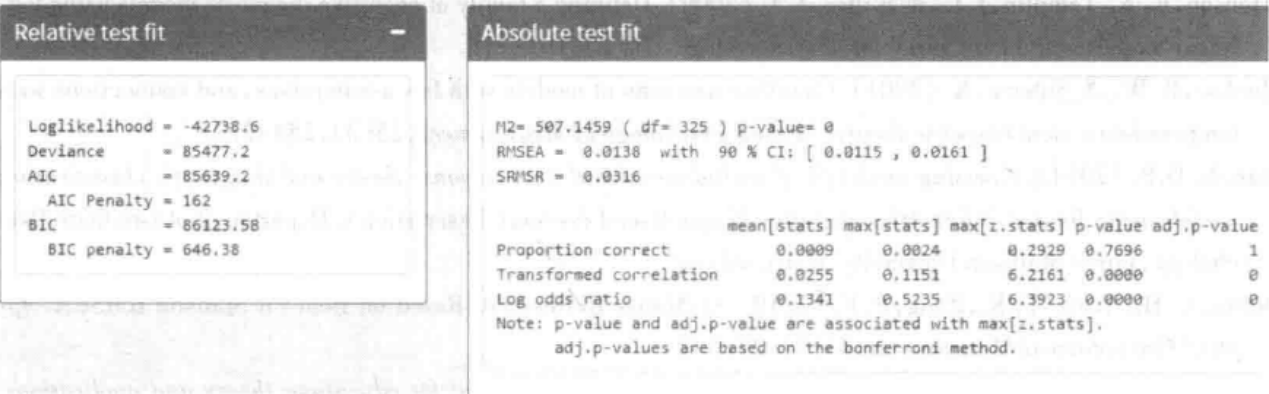 Relative test fit –
Loglikelihood = -42738.6
Deviance = 85477.2
AIC = 85639.2
AIC Penalty = 162
BIC = 86123.58
BIC penalty = 646.38
Absolute test fit
M2= 507.1459 ( df= 325 ) p-value= 0
RMSEA = 0.0138 with 90 % CI: [ 0.0115 , 0.0161 ]
SRMSR = 0.0316
mean[stats] max[stats] max[z.stats] p-value adj.p-value
Proportion correct 0.0009 0.0024 0.2929 0.7696 1
Transformed correlation 0.0255 0.1151 6.2161 0.0000 0
Log odds ratio 0.1341 0.5235 6.3923 0.0000 0
Note: p-value and adj.p-value are associated with max[z.stats].
adj.p-values are based on the bonferroni method.